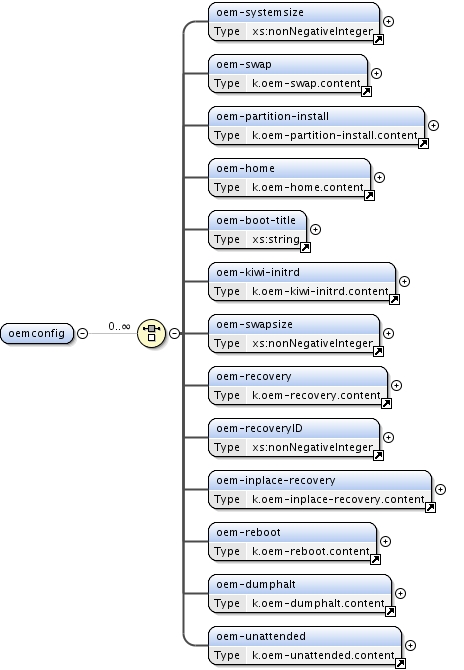 oem-systemsize
Type xs:nonNegativeInteger
oem-swap
Type k.oem-swap.content
oem-partition-install
Type k.oem-partition-install.content
oem-home
Type k.oem-home.content
oem-boot-title
Type xs:string
oem-kiwi-initrd
Type k.oem-kiwi-initrd.content
oemconfig
0..∞
oem-swapsize
Type xs:nonNegativeInteger
oem-recovery
Type k.oem-recovery.content
oem-recoveryID
Type xs:nonNegativeInteger
oem-inplace-recovery
Type k.oem-inplace-recovery.content
oem-reboot
Type k.oem-reboot.content
oem-dumphalt
Type k.oem-dumphalt.content
oem-unattended
Type k.oem-unattended.content